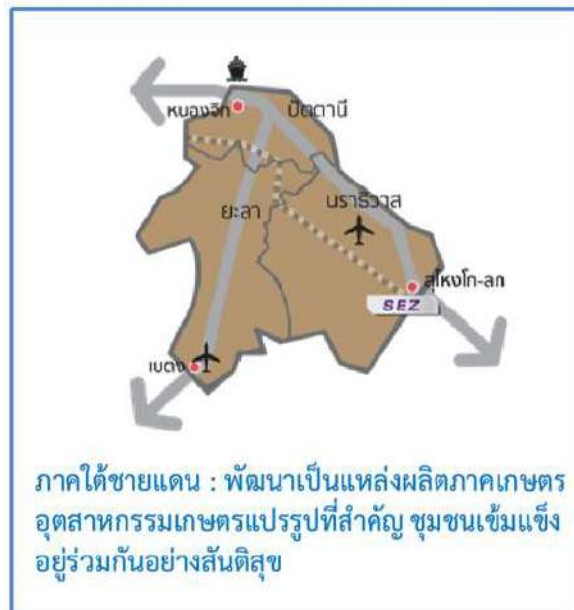 หนองจิก
ปัตตานี
ยะลา
นราธิวาส
สุไหงโก-ลก
SEZ
เบตง
ภาคใต้ชายแดน : พัฒนาเป็นแหล่งผลิตภาคเกษตร
อุตสาหกรรมเกษตรแปรรูปที่สำคัญ ชุมชนเข้มแข็ง
อยู่ร่วมกันอย่างสันติสุข